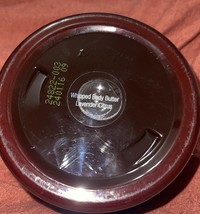 24822-003
240116 09
Whipped Body Butter
Lavender Citrus